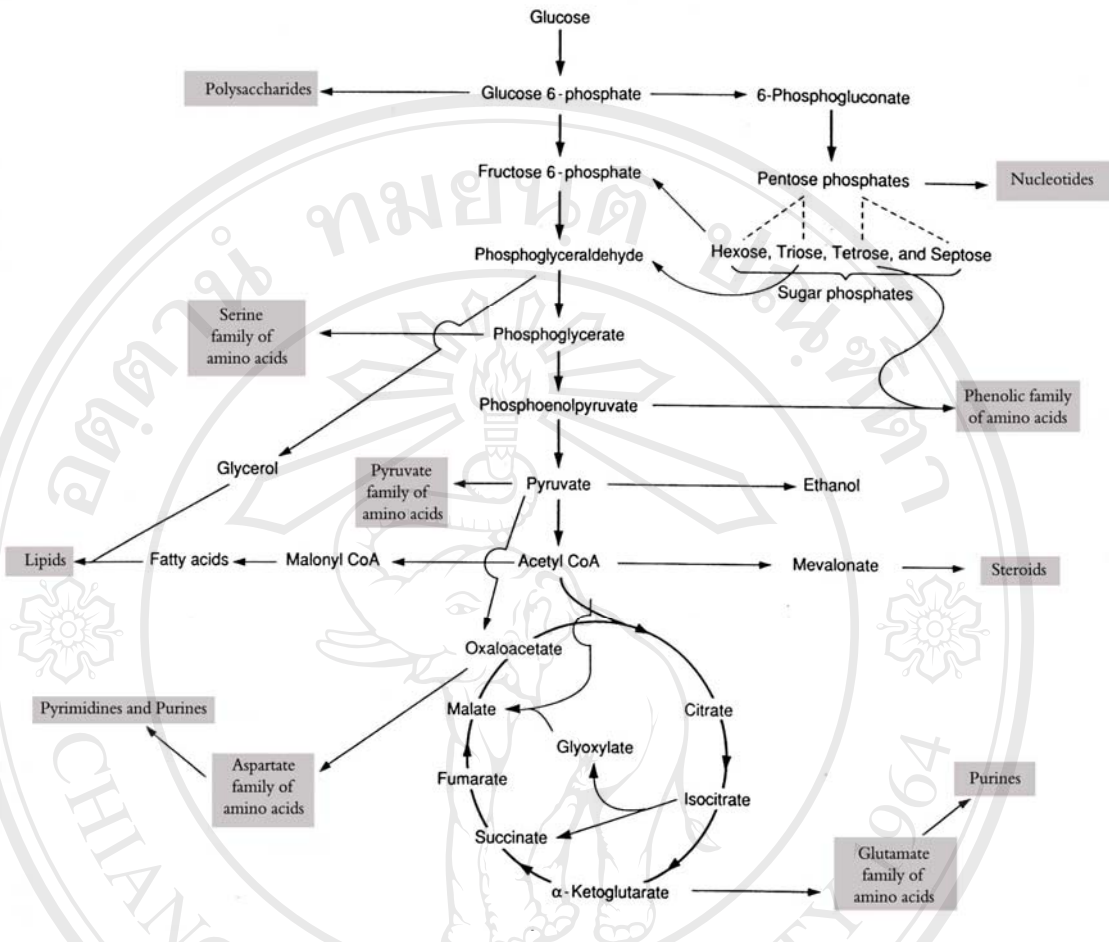 Glucose
Polysaccharides
Glucose 6-phosphate
6-Phosphogluconate
Fructose 6-phosphate
Pentose phosphates
Nucleotides
Phosphoglyceraldehyde
Hexose, Triose, Tetrose, and Septose
Sugar phosphates
Serine
family of
amino acids
Phosphoglycerate
Phosphoenolpyruvate
Phenolic family
of amino acids
Glycerol
Pyruvate
family of
amino acids
Pyruvate
Ethanol
Lipids
Fatty acids
Malonyl CoA
Acetyl CoA
Mevalonate
Steroids
Oxaloacetate
Pyrimidines and Purines
Malate
Citrate
Glyoxylate
Aspartate
family of
amino acids
Fumarate
Isocitrate
Purines
Succinate
Glutamate
family of
amino acids
α-Ketoglutarate
964